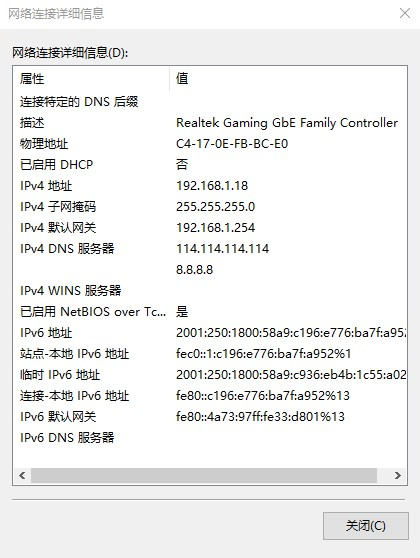 网络连接详细信息
网络连接详细信息(D):
属性 值
连接特定的 DNS 后缀
描述 Realtek Gaming GbE Family Controller
物理地址 C4-17-0E-FB-BC-E0
已启用 DHCP 否
IPv4 地址 192.168.1.18
IPv4 子网掩码 255.255.255.0
IPv4 默认网关 192.168.1.254
IPv4 DNS 服务器 114.114.114.114
8.8.8.8
IPv4 WINS 服务器
已启用 NetBIOS over Tc... 是
IPv6 地址 2001:250:1800:58a9:c196:e776:ba7f:a952
站点-本地 IPv6 地址 fec0::1:c196:e776:ba7f:a952%1
临时 IPv6 地址 2001:250:1800:58a9:c936:eb4b:1c55:a02
连接-本地 IPv6 地址 fe80::c196:e776:ba7f:a952%13
IPv6 默认网关 fe80::4a73:97ff:fe33:d801%13
IPv6 DNS 服务器
关闭(C)